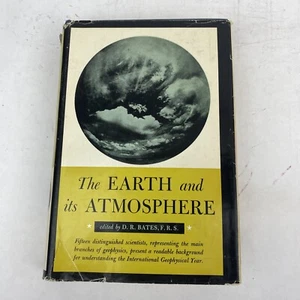 The EARTH and
its ATMOSPHERE
★ edited by D. R. BATES, F. R. S. ★
Fifteen distinguished scientists, representing the main
branches of geophysics, present a readable background
for understanding the International Geophysical Year.